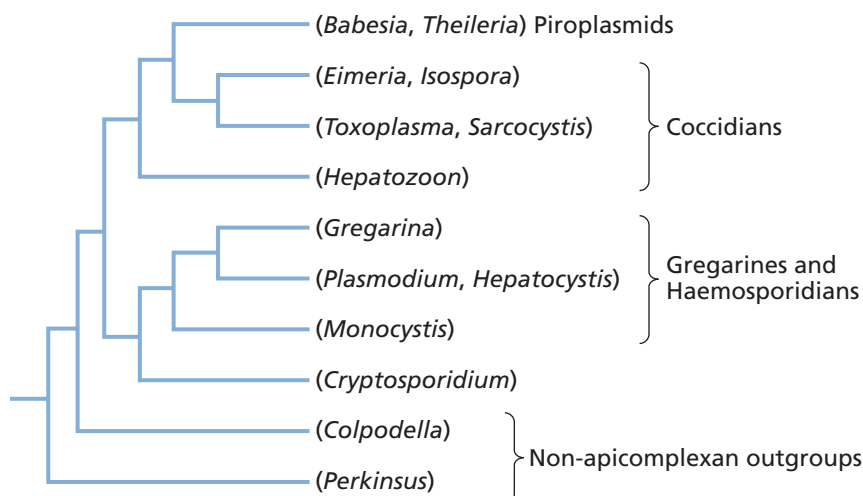 (Babesia, Theileria) Piroplasmids
(Eimeria, Isospora)
(Toxoplasma, Sarcocystis)
(Hepatozoon)
Coccidians
(Gregarina)
(Plasmodium, Hepatocystis)
(Monocystis)
Gregarines and
Haemosporidians
(Cryptosporidium)
(Colpodella)
(Perkinsus)
Non-apicomplexan outgroups